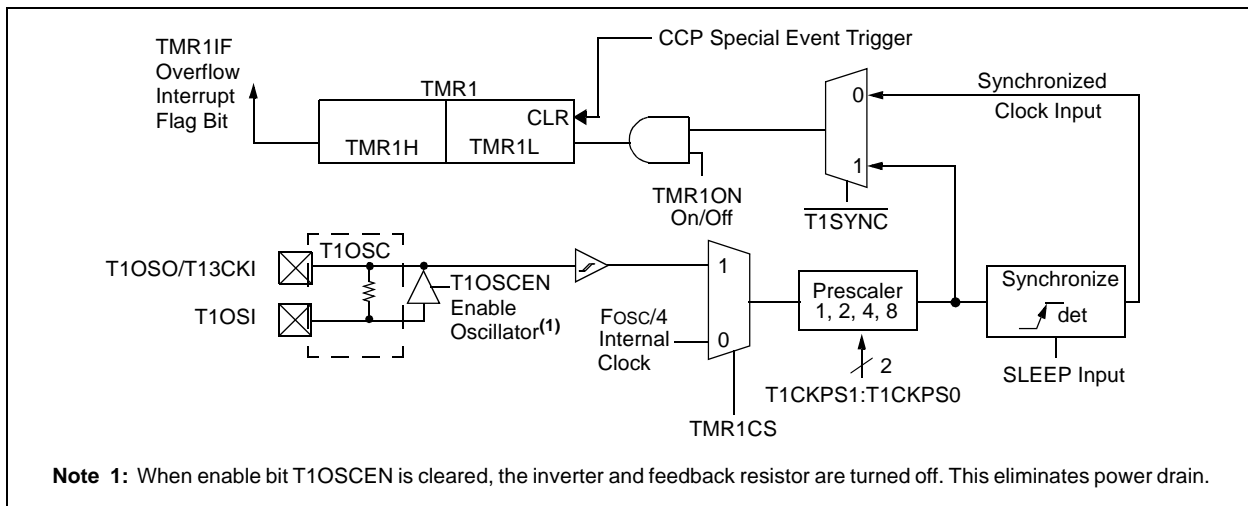 CCP Special Event Trigger
TMR1IF
Overflow
Interrupt
Flag Bit
TMR1
CLR
TMR1H
TMR1L
TMR1ON
On/Off
0
1
T1SYNC
Synchronized
Clock Input
T1OSC
T1OSO/T13CKI
T1OSI
T1OSCEN
Enable
Oscillator(1)
FOSC/4
Internal
Clock
1
0
TMR1CS
Prescaler
1, 2, 4, 8
2
T1CKPS1:T1CKPS0
Synchronize
det
SLEEP Input
Note 1: When enable bit T1OSCEN is cleared, the inverter and feedback resistor are turned off. This eliminates power drain.